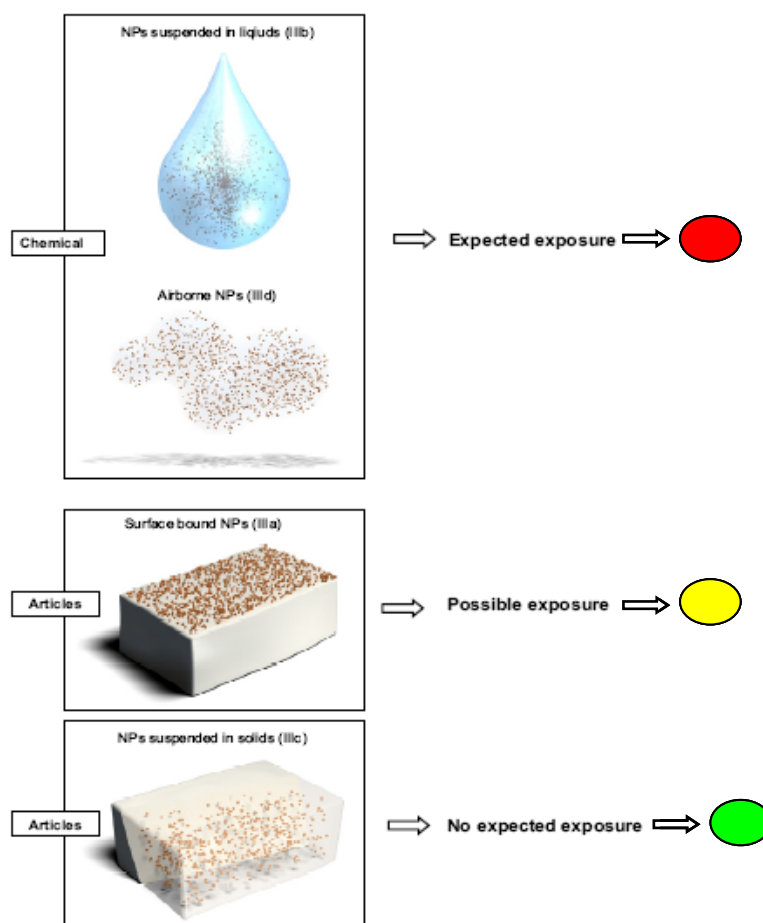 NPs suspended in liqiuds (IIIb)
Chemical
Expected exposure
Airborne NPs (IIId)
Surface bound NPs (IIIa)
Articles
Possible exposure
NPs suspended in solids (IIIc)
Articles
No expected exposure